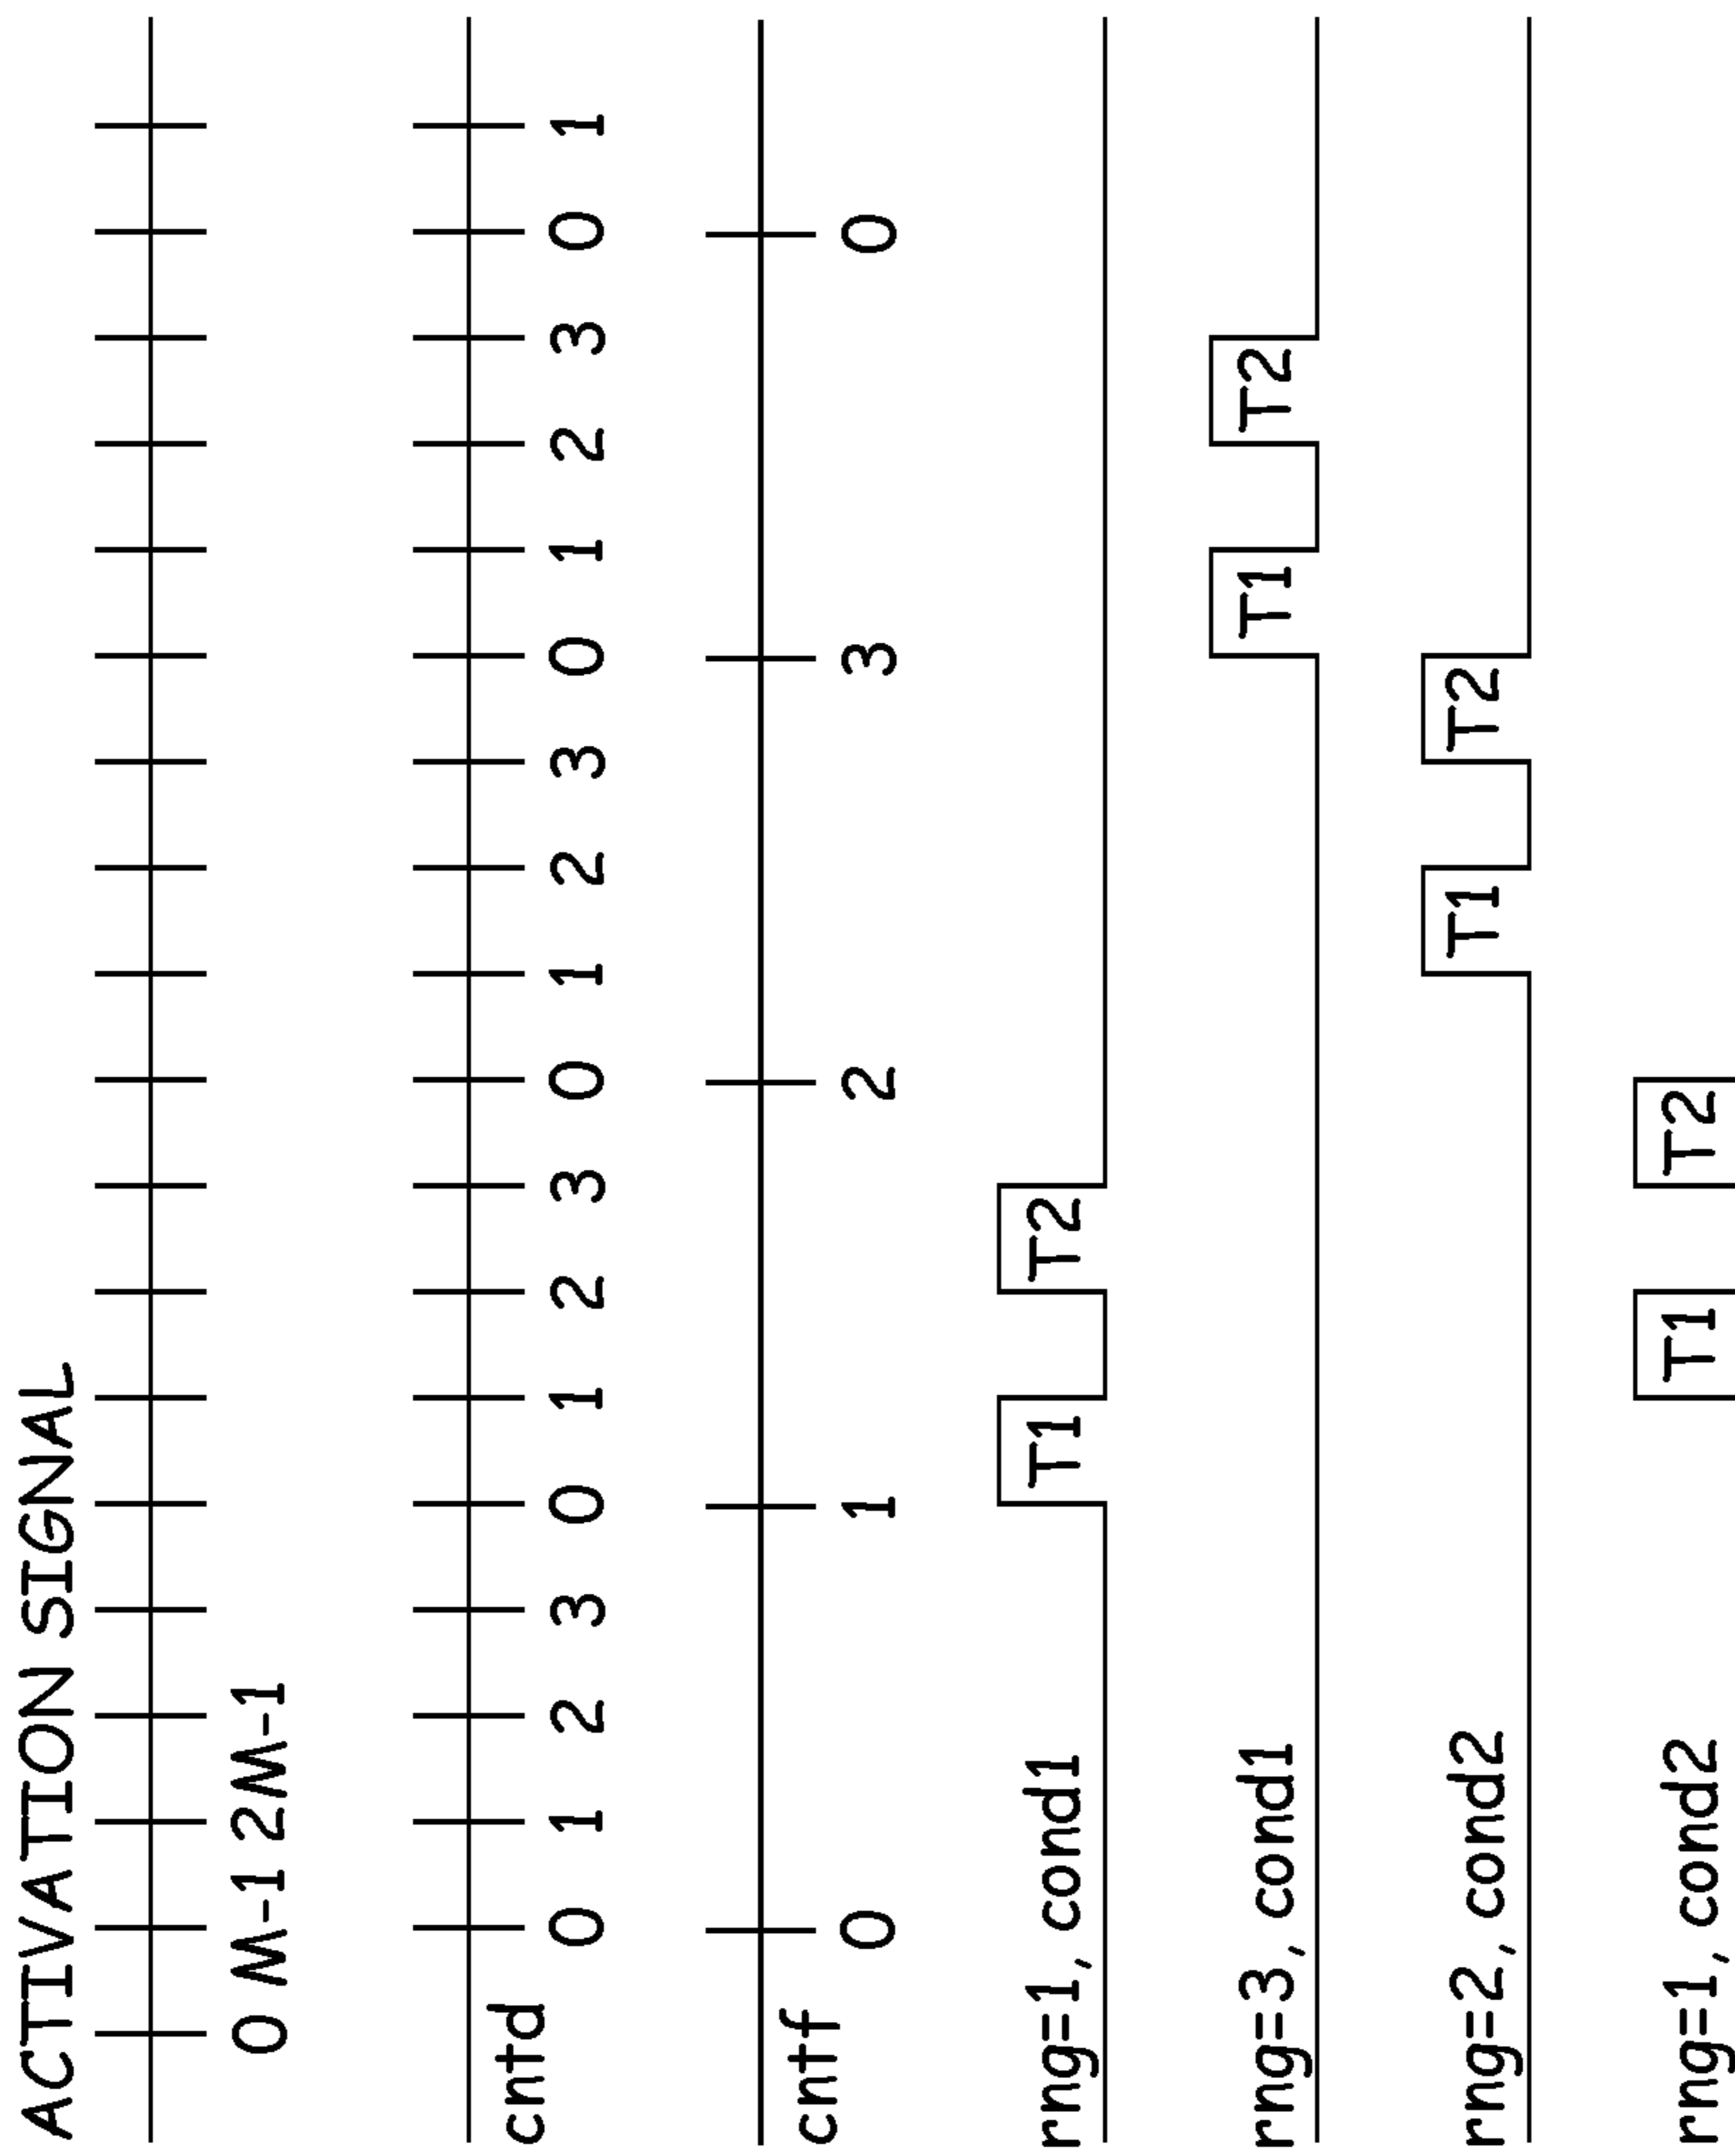 ACTIVATION SIGNAL
0 M-1 2M-1
cntd 0 1 2 3 0 1 2 3 0 1 2 3 0 1 2 3 0 1
cntf 0 1 2 3 0
rng=1, cond1 T1 T2
rng=3, cond1 T1 T2
rng=2, cond2 T1 T2
rng=1, cond2 T1 T2